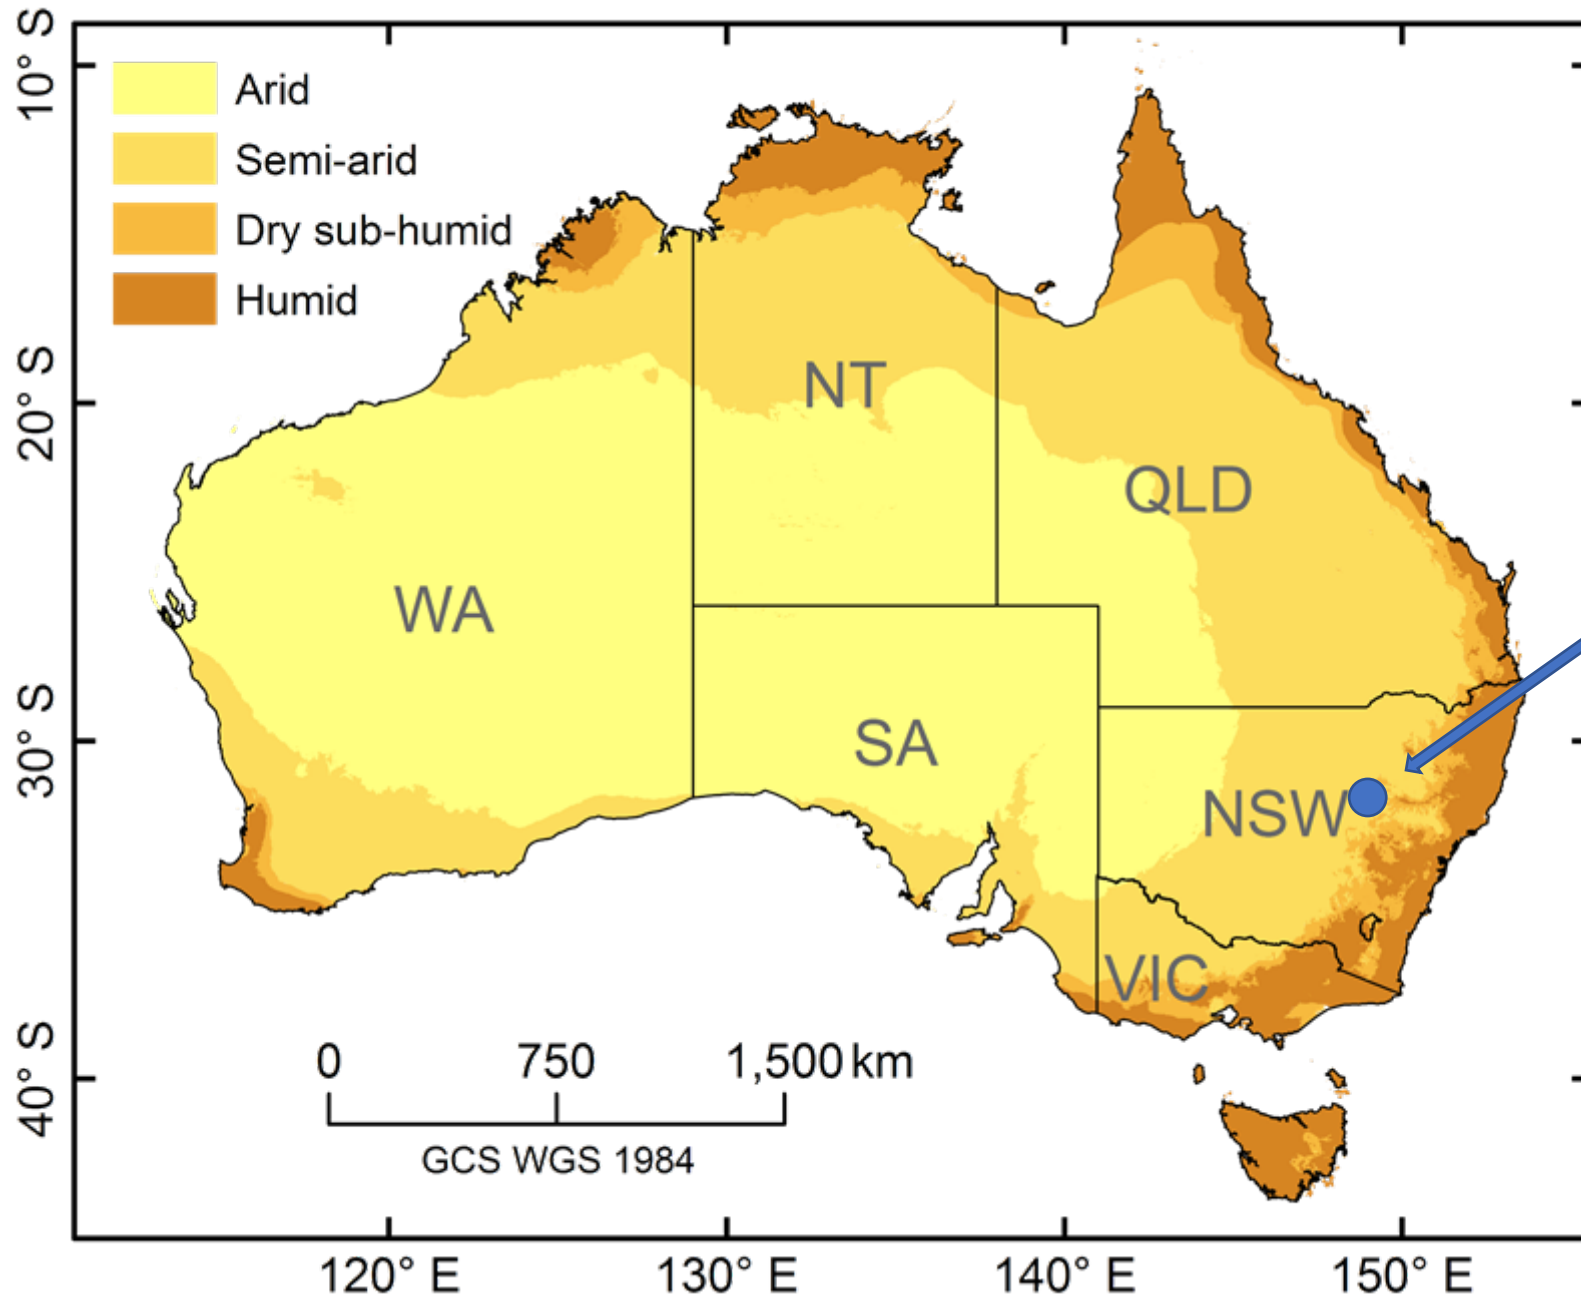 10° S
20° S
30° S
40° S
Arid
Semi-arid
Dry sub-humid
Humid
NT
QLD
WA
SA
NSW
VIC
0 750 1,500 km
GCS WGS 1984
120° E 130° E 140° E 150° E